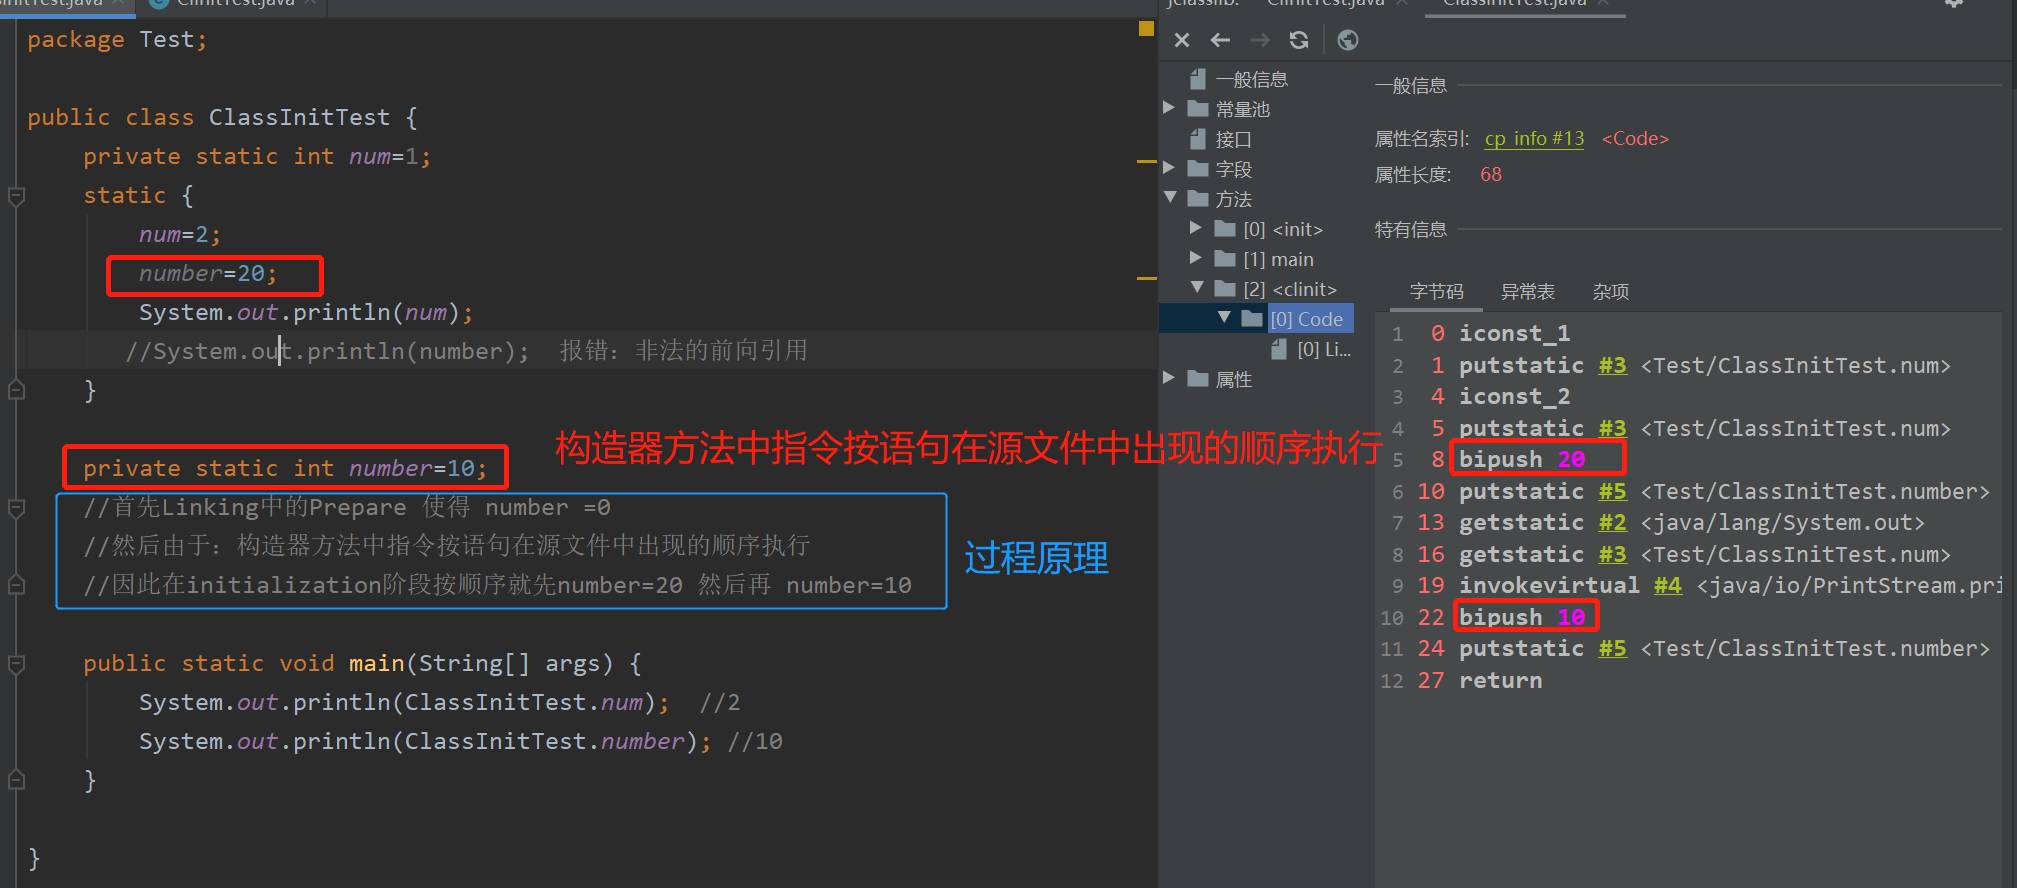 ClinitTest.java
package Test;
public class ClassInitTest {
private static int num=1;
static {
num=2;
number=20;
System.out.println(num);
//System.out.println(number); 报错：非法的前向引用
}
构造器方法中指令按语句在源文件中出现的顺序执行
private static int number=10;
//首先Linking中的Prepare 使得 number =0
//然后由于：构造器方法中指令按语句在源文件中出现的顺序执行
//因此在initialization阶段按顺序就先number=20 然后再 number=10
过程原理
public static void main(String[] args) {
System.out.println(ClassInitTest.num); //2
System.out.println(ClassInitTest.number); //10
}
}
jclasslib: ClinitTest.java ClassInitTest.java
一般信息
常量池
接口
字段
方法
[0] <init>
[1] main
[2] <clinit>
[0] Code
[0] Li...
属性
一般信息
属性名索引: cp_info #13 <Code>
属性长度: 68
特有信息
字节码 异常表 杂项
1 0 iconst_1
2 1 putstatic #3 <Test/ClassInitTest.num>
3 4 iconst_2
4 5 putstatic #3 <Test/ClassInitTest.num>
5 8 bipush 20
6 10 putstatic #5 <Test/ClassInitTest.number>
7 13 getstatic #2 <java/lang/System.out>
8 16 getstatic #3 <Test/ClassInitTest.num>
9 19 invokevirtual #4 <java/io/PrintStream.pri
10 22 bipush 10
11 24 putstatic #5 <Test/ClassInitTest.number>
12 27 return